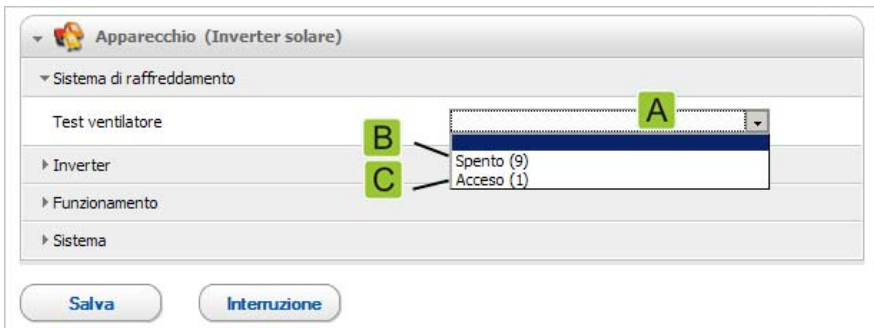 Apparecchio (Inverter solare)
Sistema di raffreddamento
Test ventilatore
A
B
Spento (9)
Inverter
C
Acceso (1)
Funzionamento
Sistema
Salva
Interruzione